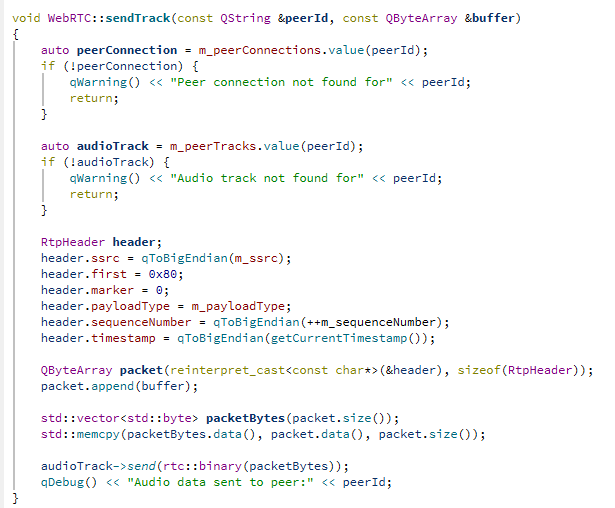 void WebRTC::sendTrack(const QString &peerId, const QByteArray &buffer)
{
    auto peerConnection = m_peerConnections.value(peerId);
    if (!peerConnection) {
        qWarning() << "Peer connection not found for" << peerId;
        return;
    }

    auto audioTrack = m_peerTracks.value(peerId);
    if (!audioTrack) {
        qWarning() << "Audio track not found for" << peerId;
        return;
    }

    RtpHeader header;
    header.ssrc = qToBigEndian(m_ssrc);
    header.first = 0x80;
    header.marker = 0;
    header.payloadType = m_payloadType;
    header.sequenceNumber = qToBigEndian(++m_sequenceNumber);
    header.timestamp = qToBigEndian(getCurrentTimestamp());

    QByteArray packet(reinterpret_cast<const char*>(&header), sizeof(RtpHeader));
    packet.append(buffer);

    std::vector<std::byte> packetBytes(packet.size());
    std::memcpy(packetBytes.data(), packet.data(), packet.size());

    audioTrack->send(rtc::binary(packetBytes));
    qDebug() << "Audio data sent to peer:" << peerId;
}